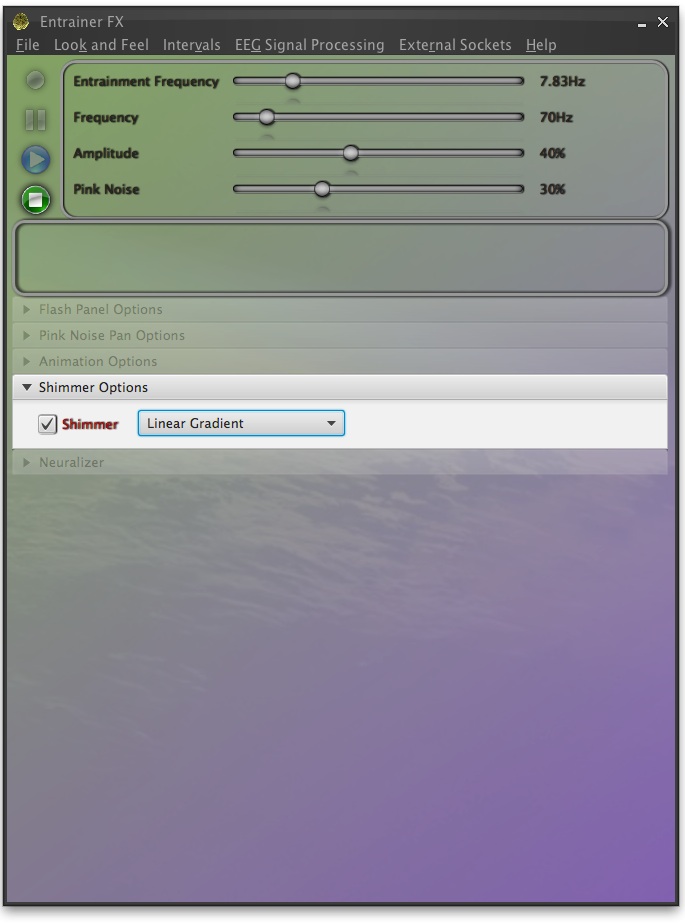 Entrainer FX
File Look and Feel Intervals EEG Signal Processing External Sockets Help
Entrainment Frequency 7.83Hz
Frequency 70Hz
Amplitude 40%
Pink Noise 30%
Flash Panel Options
Pink Noise Pan Options
Animation Options
Shimmer Options
Shimmer Linear Gradient
Neuralizer